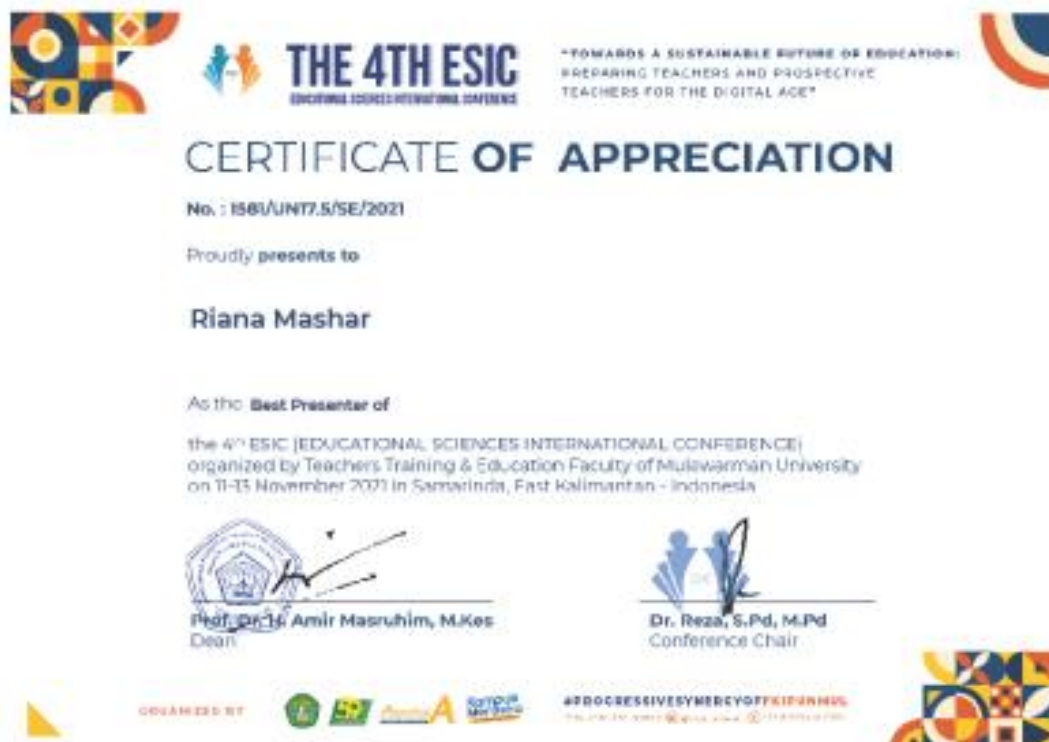 THE 4TH ESIC
EDUCATIONAL SCIENCES INTERNATIONAL CONFERENCE
"TOWARDS A SUSTAINABLE FUTURE OF EDUCATION:
PREPARING TEACHERS AND PROSPECTIVE
TEACHERS FOR THE DIGITAL AGE"
CERTIFICATE OF APPRECIATION
No. : 1581/UN17.5/SE/2021
Proudly presents to
Riana Mashar
As the Best Presenter of
the 4th ESIC (EDUCATIONAL SCIENCES INTERNATIONAL CONFERENCE)
organized by Teachers Training & Education Faculty of Mulawarman University
on 11-13 November 2021 in Samarinda, East Kalimantan - Indonesia
Prof. Dr. H. Amir Masruhim, M.Kes
Dean
Dr. Reza, S.Pd, M.Pd
Conference Chair
ORGANIZED BY
A
Kampus
Merdeka
#PROGRESSIVESYNERGYOFFKIPUNMUL